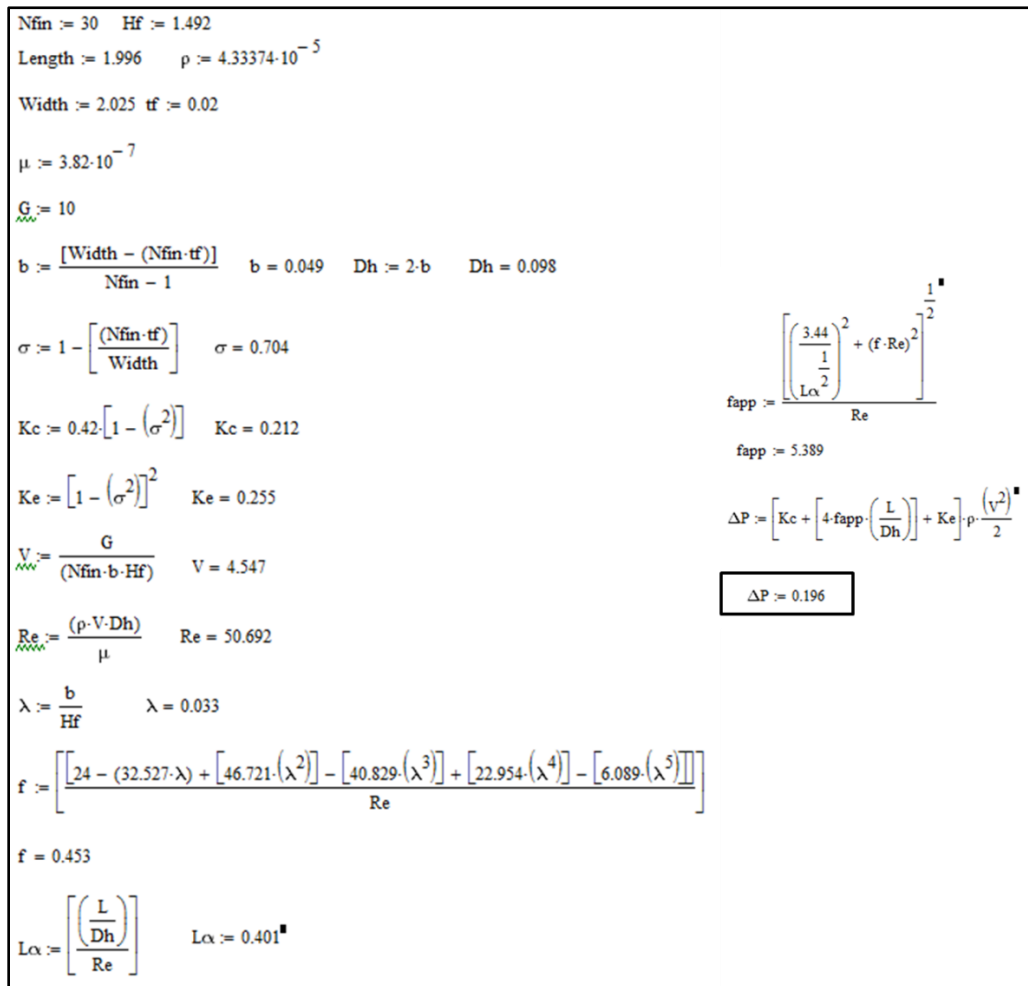 Nfin := 30 Hf := 1.492
Length := 1.996 ρ := 4.33374·10^-5
Width := 2.025 tf := 0.02
μ := 3.82·10^-7
G := 10
b := [Width − (Nfin·tf)] / (Nfin − 1) b = 0.049 Dh := 2·b Dh = 0.098
σ := 1 − [(Nfin·tf) / Width] σ = 0.704
Kc := 0.42·[1 − (σ^2)] Kc = 0.212
Ke := [1 − (σ^2)]^2 Ke = 0.255
V := G / (Nfin·b·Hf) V = 4.547
Re := (ρ·V·Dh) / μ Re = 50.692
λ := b / Hf λ = 0.033
f := [[24 − (32.527·λ) + [46.721·(λ^2)] − [40.829·(λ^3)] + [22.954·(λ^4)] − [6.089·(λ^5)]] / Re]
f = 0.453
Lα := [(L / Dh) / Re] Lα := 0.401▪
fapp := [(3.44 / Lα^(1/2))^2 + (f·Re)^2]^(1/2) / Re ▪
fapp := 5.389
ΔP := [Kc + [4·fapp·(L / Dh)] + Ke]·ρ·(V^2) / 2 ▪
ΔP := 0.196